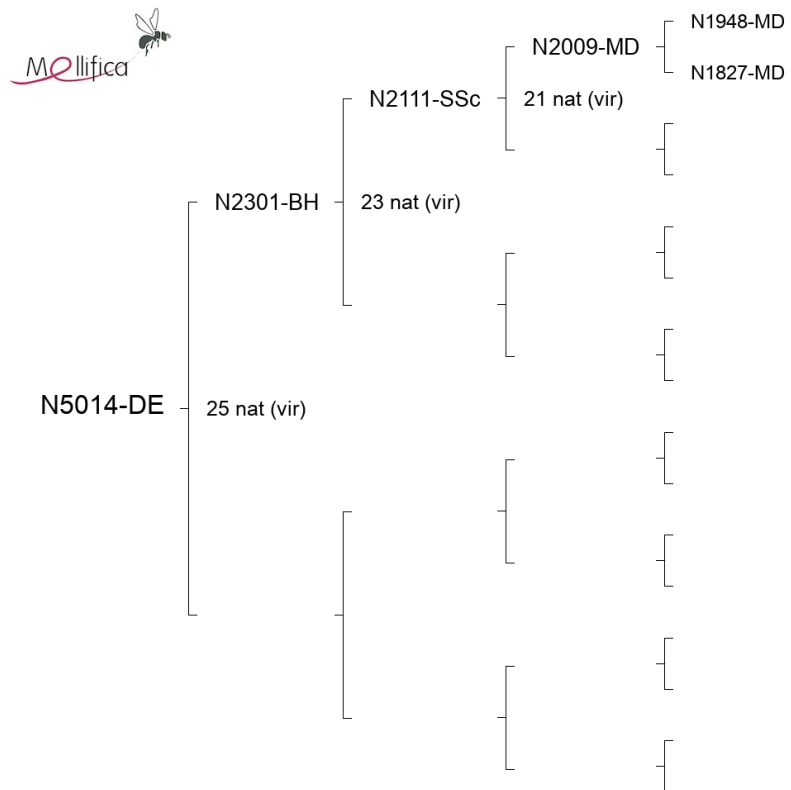 Mellifica
N1948-MD
N2009-MD
N1827-MD
N2111-SSc
21 nat (vir)
N2301-BH
23 nat (vir)
N5014-DE
25 nat (vir)